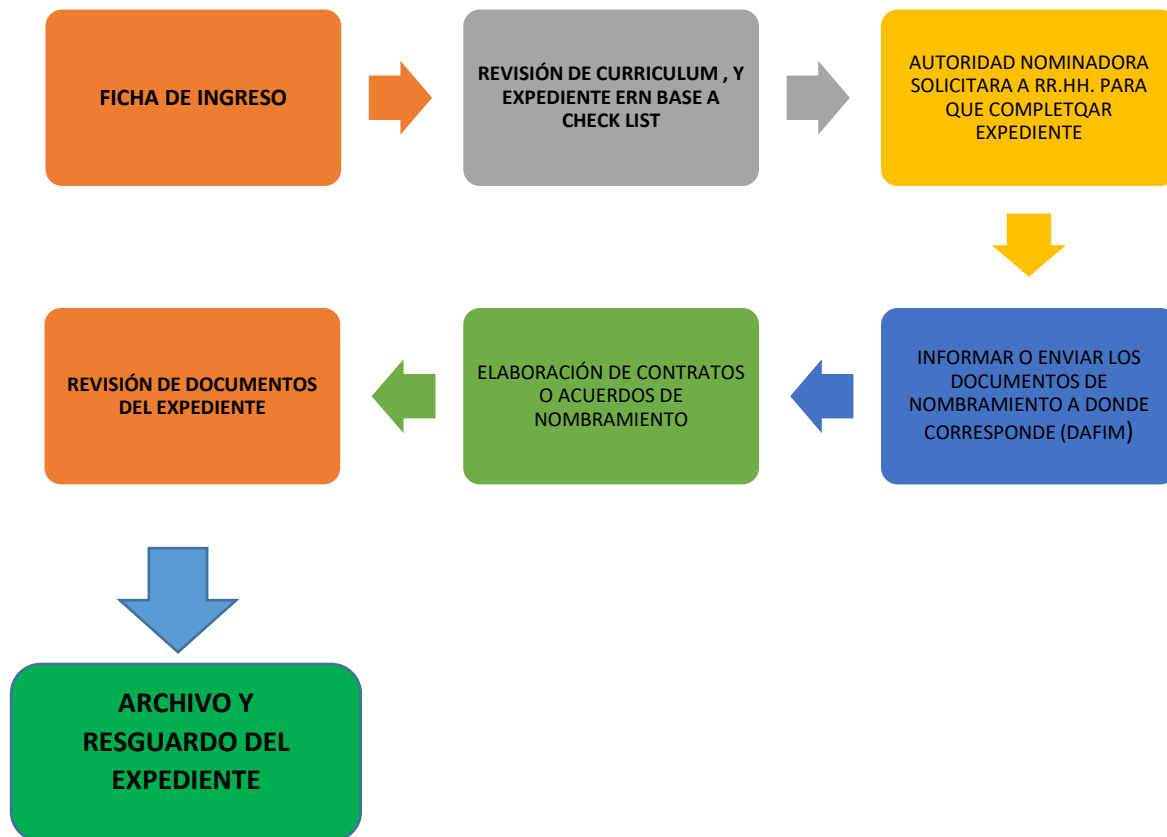 FICHA DE INGRESO
REVISIÓN DE CURRICULUM , Y
EXPEDIENTE ERN BASE A
CHECK LIST
AUTORIDAD NOMINADORA
SOLICITARA A RR.HH. PARA
QUE COMPLETQAR
EXPEDIENTE
INFORMAR O ENVIAR LOS
DOCUMENTOS DE
NOMBRAMIENTO A DONDE
CORRESPONDE (DAFIM)
ELABORACIÓN DE CONTRATOS
O ACUERDOS DE
NOMBRAMIENTO
REVISIÓN DE DOCUMENTOS
DEL EXPEDIENTE
ARCHIVO Y
RESGUARDO DEL
EXPEDIENTE